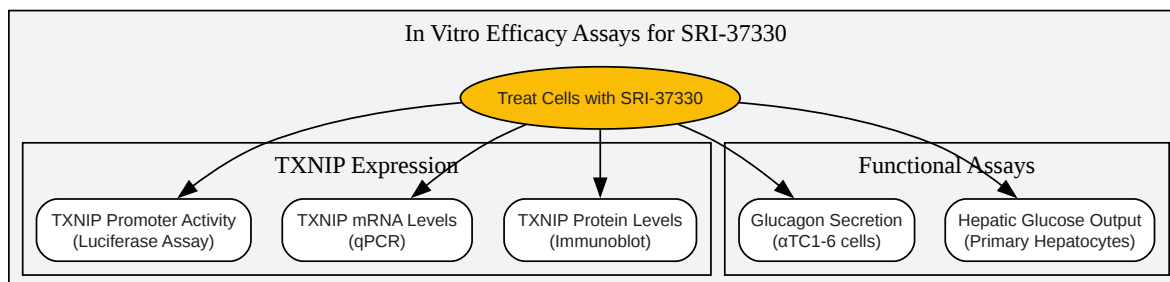 In Vitro Efficacy Assays for SRI-37330
Treat Cells with SRI-37330
TXNIP Expression
Functional Assays
TXNIP Promoter Activity
(Luciferase Assay)
TXNIP mRNA Levels
(qPCR)
TXNIP Protein Levels
(Immunoblot)
Glucagon Secretion
(αTC1-6 cells)
Hepatic Glucose Output
(Primary Hepatocytes)